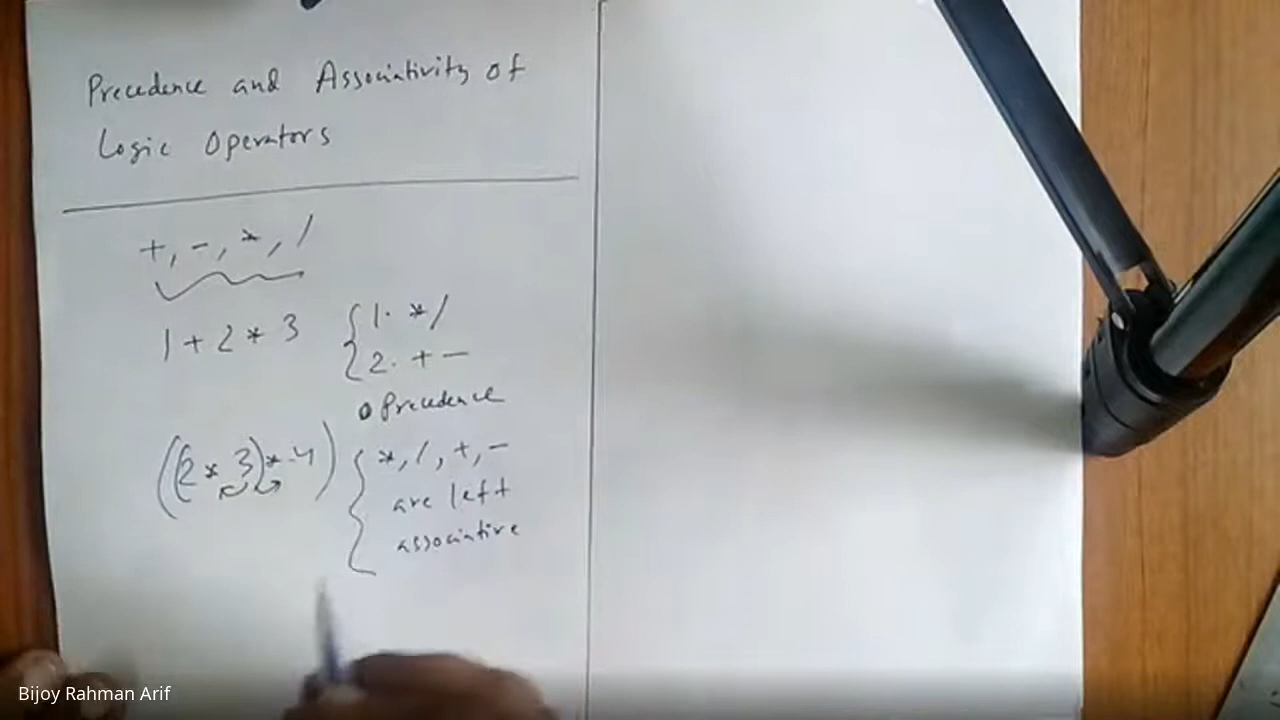 Precedence and Associativity of
Logic Operators
+, -, *, /
1 + 2 * 3
{ 1. * /
2. + -
Precedence
((2 * 3) * 4)
{ *, /, +, -
are left
associative
Bijoy Rahman Arif